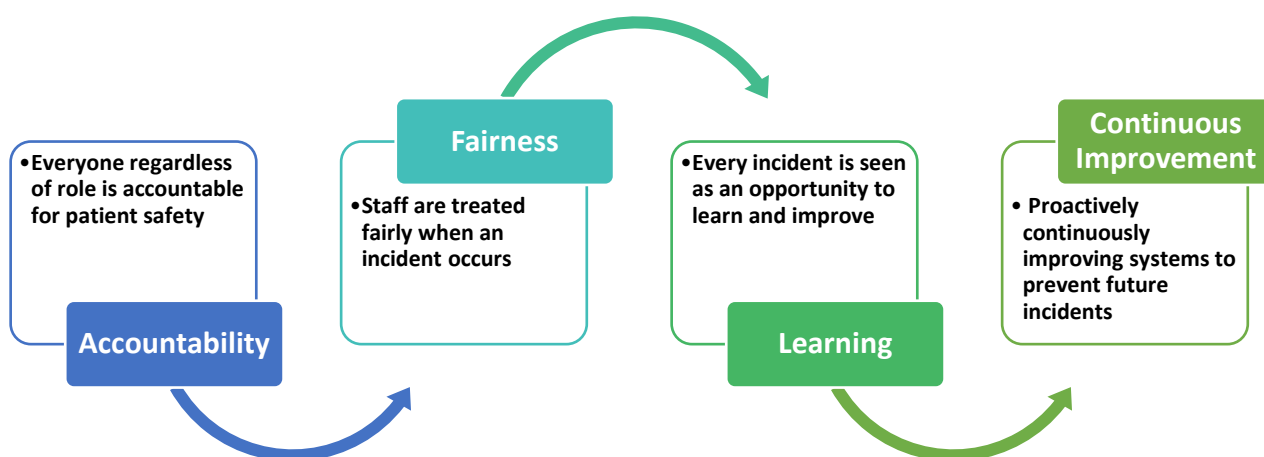 •Everyone regardless
of role is accountable
for patient safety
Accountability
Fairness
•Staff are treated
fairly when an
incident occurs
•Every incident is seen
as an opportunity to
learn and improve
Learning
Continuous
Improvement
• Proactively
continuously
improving systems to
prevent future
incidents